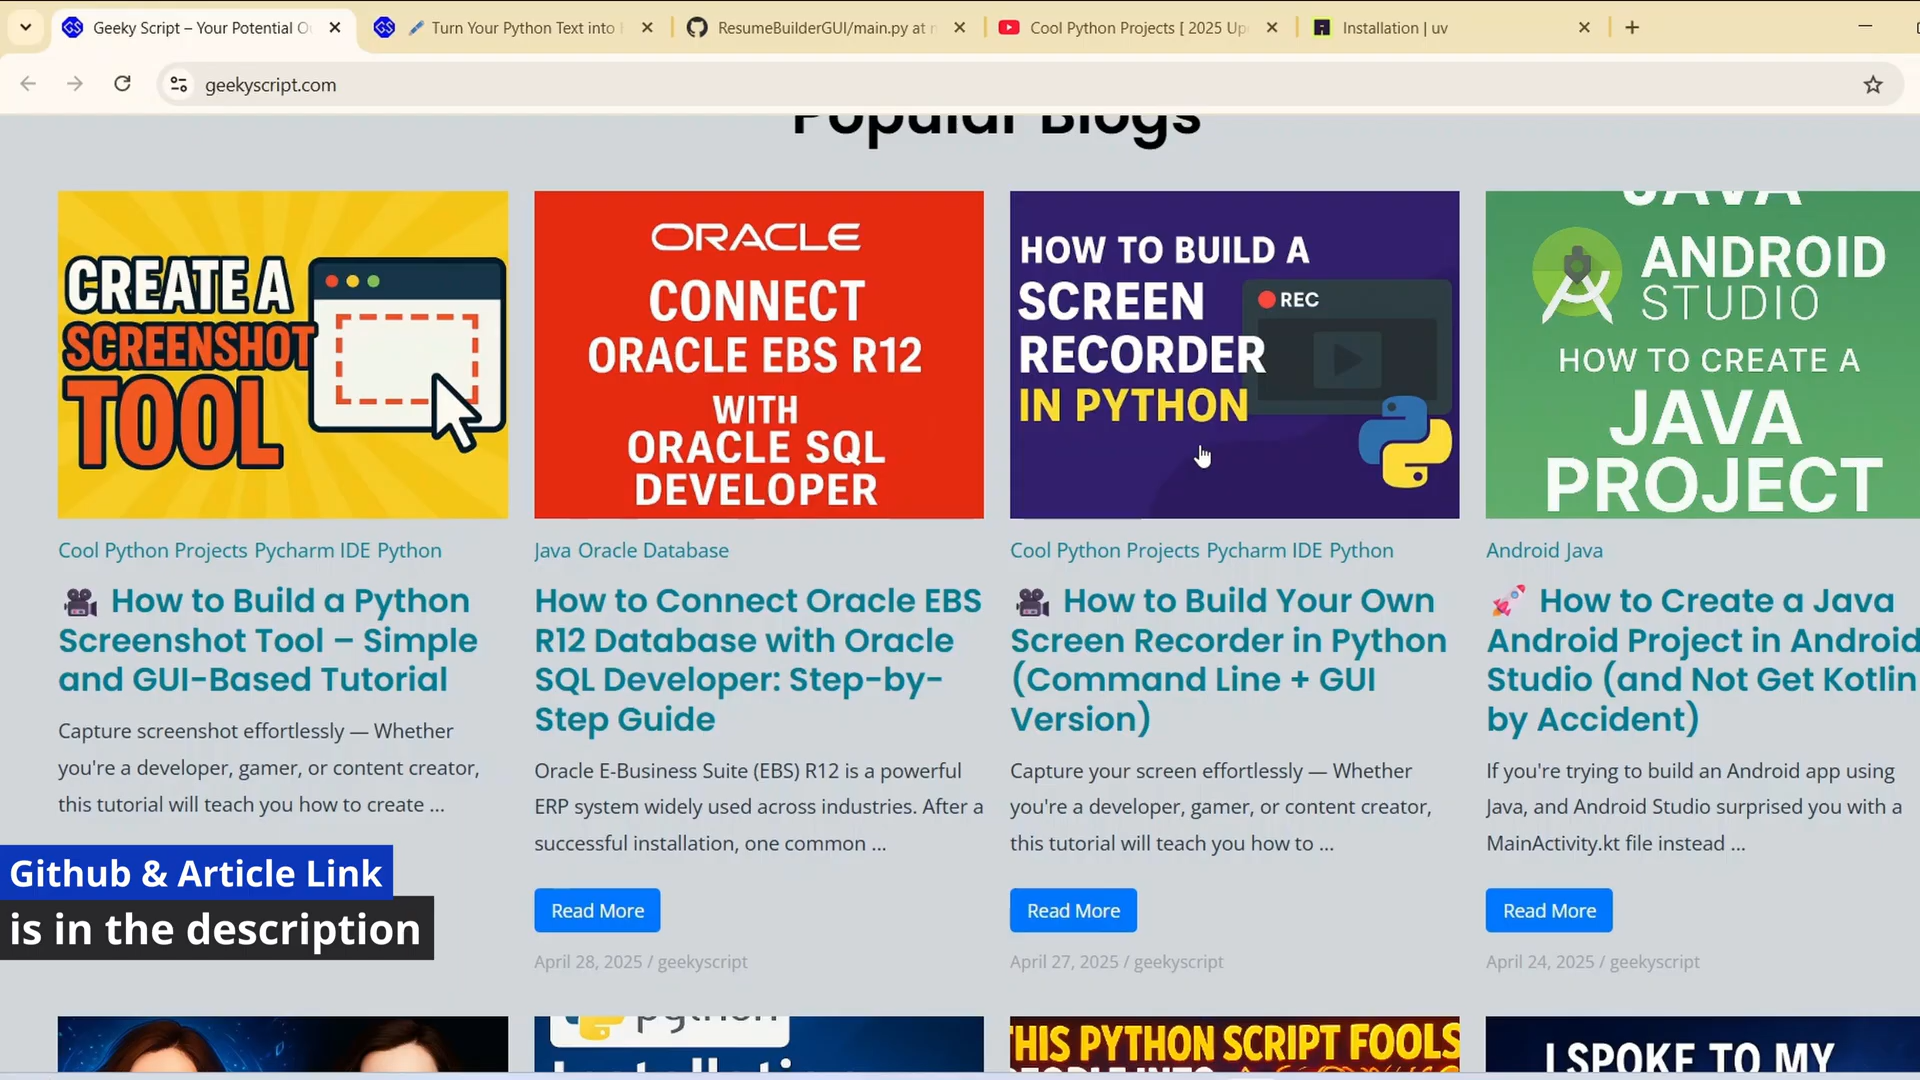 Geeky Script – Your Potential O
Turn Your Python Text into
ResumeBuilderGUI/main.py at
Cool Python Projects [ 2025 Up
Installation | uv
geekyscript.com
Popular Blogs
CREATE A
SCREENSHOT
TOOL
Cool Python Projects Pycharm IDE Python
🎥 How to Build a Python
Screenshot Tool – Simple
and GUI-Based Tutorial
Capture screenshot effortlessly — Whether
you're a developer, gamer, or content creator,
this tutorial will teach you how to create ...
ORACLE
CONNECT
ORACLE EBS R12
WITH
ORACLE SQL
DEVELOPER
Java Oracle Database
How to Connect Oracle EBS
R12 Database with Oracle
SQL Developer: Step-by-
Step Guide
Oracle E-Business Suite (EBS) R12 is a powerful
ERP system widely used across industries. After a
successful installation, one common ...
Read More
April 28, 2025 / geekyscript
HOW TO BUILD A
SCREEN
RECORDER
IN PYTHON
REC
Cool Python Projects Pycharm IDE Python
🎥 How to Build Your Own
Screen Recorder in Python
(Command Line + GUI
Version)
Capture your screen effortlessly — Whether
you're a developer, gamer, or content creator,
this tutorial will teach you how to ...
Read More
April 27, 2025 / geekyscript
JAVA
ANDROID
STUDIO
HOW TO CREATE A
JAVA
PROJECT
Android Java
🚀 How to Create a Java
Android Project in Android
Studio (and Not Get Kotlin
by Accident)
If you're trying to build an Android app using
Java, and Android Studio surprised you with a
MainActivity.kt file instead ...
Read More
April 24, 2025 / geekyscript
Github & Article Link
is in the description
python
Installati
THIS PYTHON SCRIPT FOOLS
PEOPLE INTO
I SPOKE TO MY